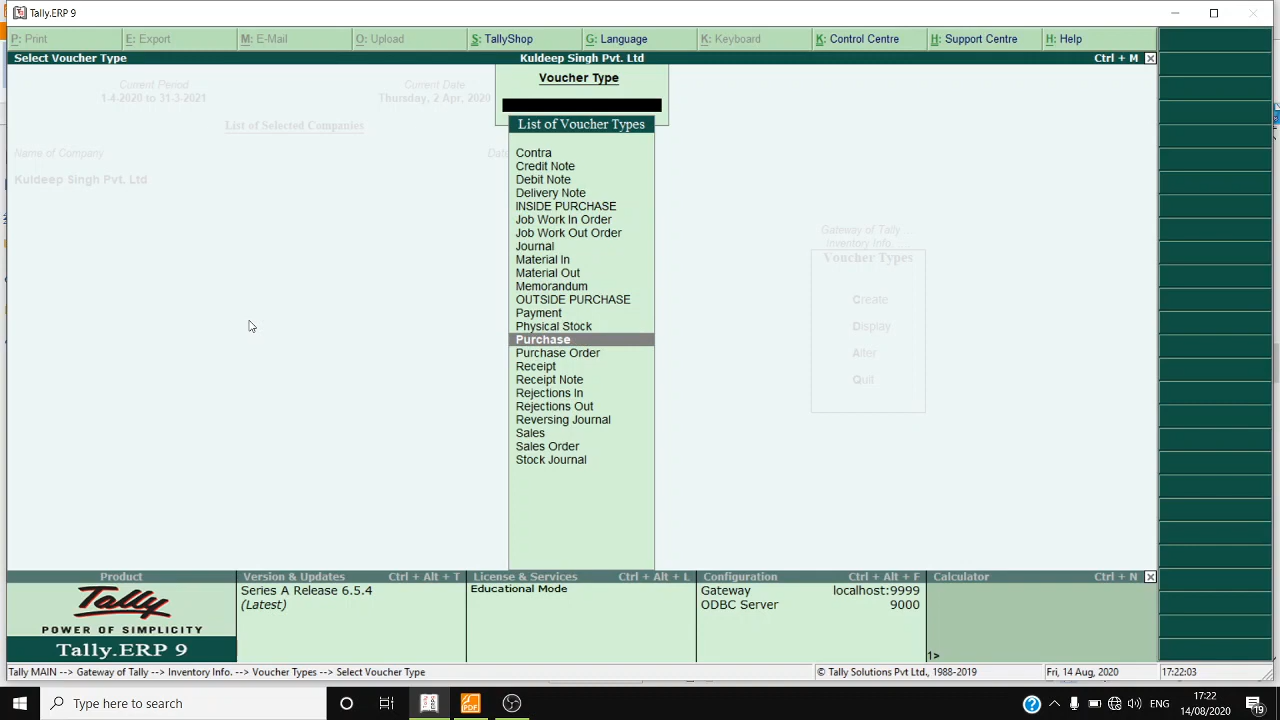 Tally.ERP 9
P: Print
E: Export
M: E-Mail
O: Upload
S: TallyShop
G: Language
K: Keyboard
K: Control Centre
H: Support Centre
H: Help
Select Voucher Type
Kuldeep Singh Pvt. Ltd
Ctrl + M
Current Period
1-4-2020 to 31-3-2021
Current Date
Thursday, 2 Apr, 2020
List of Selected Companies
Name of Company
Kuldeep Singh Pvt. Ltd
Voucher Type
List of Voucher Types
Contra
Credit Note
Debit Note
Delivery Note
INSIDE PURCHASE
Job Work In Order
Job Work Out Order
Journal
Material In
Material Out
Memorandum
OUTSIDE PURCHASE
Payment
Physical Stock
Purchase
Purchase Order
Receipt
Receipt Note
Rejections In
Rejections Out
Reversing Journal
Sales
Sales Order
Stock Journal
Gateway of Tally ...
Inventory Info. ...
Voucher Types
Create
Display
Alter
Quit
Product
Tally
POWER OF SIMPLICITY
Tally.ERP 9
Version & Updates Ctrl + Alt + T
Series A Release 6.5.4
(Latest)
License & Services Ctrl + Alt + L
Educational Mode
Configuration Ctrl + Alt + F
Gateway localhost:9999
ODBC Server 9000
Calculator Ctrl + N
1>
Tally MAIN --> Gateway of Tally --> Inventory Info. --> Voucher Types --> Select Voucher Type
© Tally Solutions Pvt Ltd., 1988-2019
Fri, 14 Aug, 2020
17:22:03
Type here to search
ENG
17:22
14/08/2020